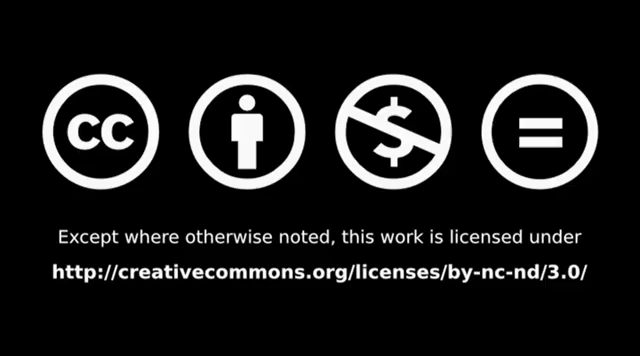 cc
$
=
Except where otherwise noted, this work is licensed under
http://creativecommons.org/licenses/by-nc-nd/3.0/